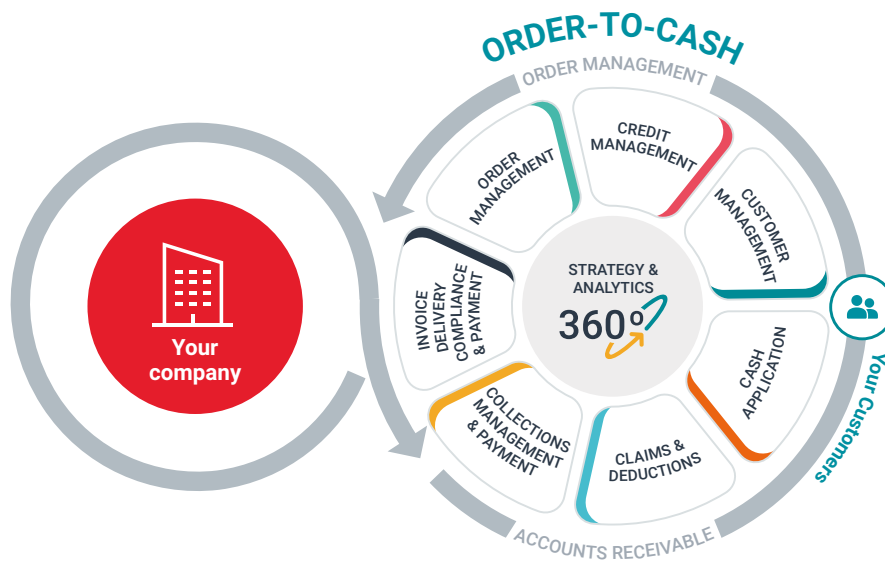 ORDER-TO-CASH
ORDER MANAGEMENT
CREDIT
MANAGEMENT
ORDER
MANAGEMENT
CUSTOMER
MANAGEMENT
INVOICE
DELIVERY
COMPLIANCE
& PAYMENT
STRATEGY &
ANALYTICS
360º
Your
company
CASH
APPLICATION
COLLECTIONS
MANAGEMENT
& PAYMENT
CLAIMS &
DEDUCTIONS
Your Customers
ACCOUNTS RECEIVABLE